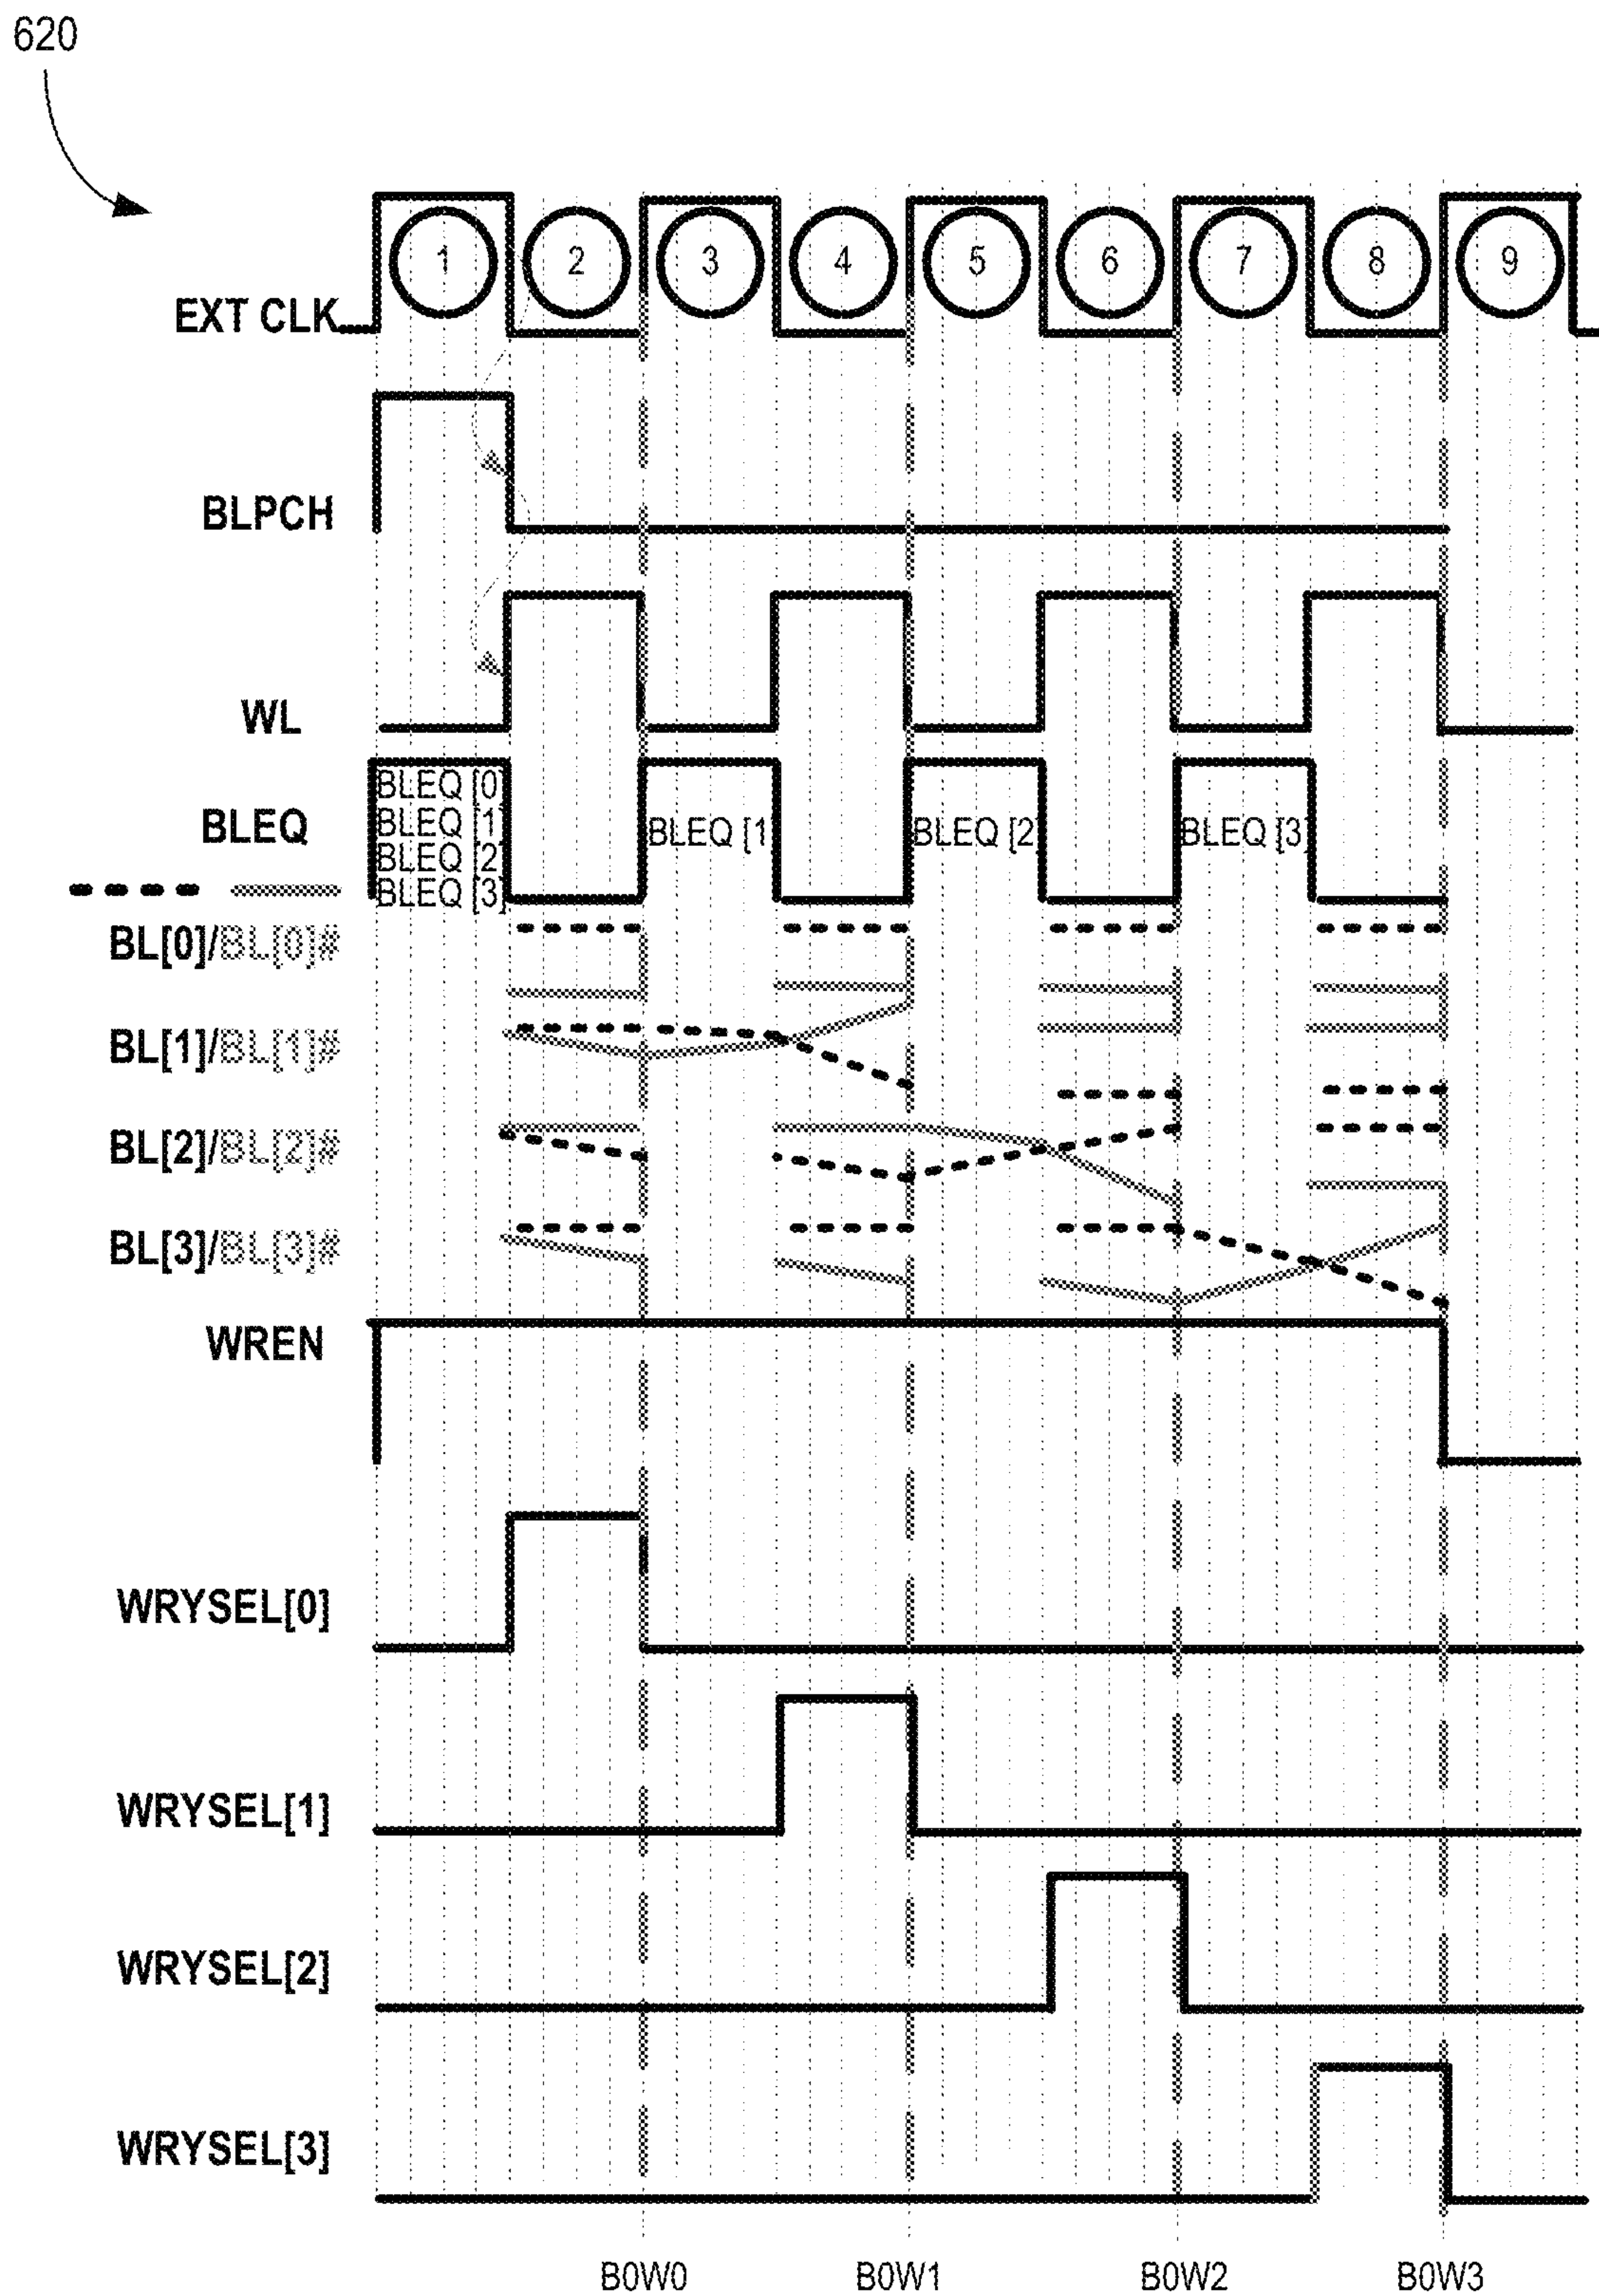 620
1 2 3 4 5 6 7 8 9
EXT CLK
BLPCH
WL
BLEQ
BLEQ [0]
BLEQ [1]
BLEQ [2]
BLEQ [3]
BLEQ [1]
BLEQ [2]
BLEQ [3]
BL[0]/BL[0]#
BL[1]/BL[1]#
BL[2]/BL[2]#
BL[3]/BL[3]#
WREN
WRYSEL[0]
WRYSEL[1]
WRYSEL[2]
WRYSEL[3]
B0W0 B0W1 B0W2 B0W3